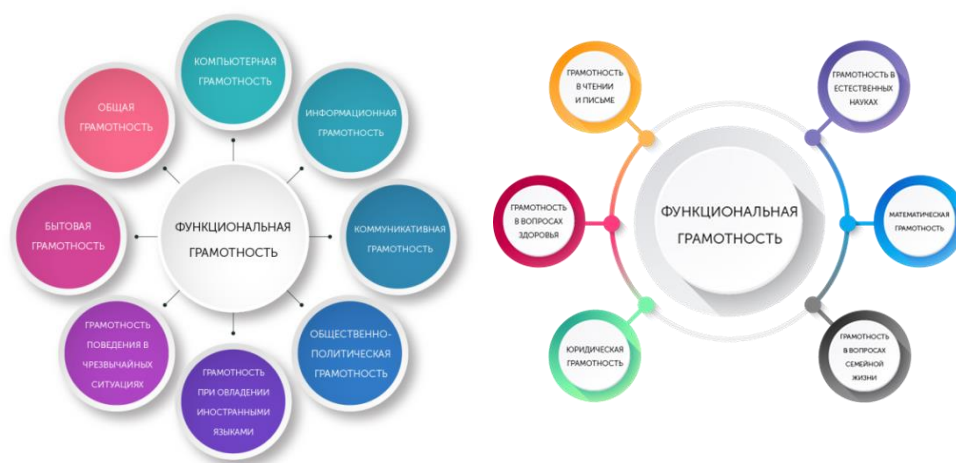 КОМПЬЮТЕРНАЯ
ГРАМОТНОСТЬ
ОБЩАЯ
ГРАМОТНОСТЬ
ИНФОРМАЦИОННАЯ
ГРАМОТНОСТЬ
БЫТОВАЯ
ГРАМОТНОСТЬ
ФУНКЦИОНАЛЬНАЯ
ГРАМОТНОСТЬ
КОММУНИКАТИВНАЯ
ГРАМОТНОСТЬ
ГРАМОТНОСТЬ
ПОВЕДЕНИЯ В
ЧРЕЗВЫЧАЙНЫХ
СИТУАЦИЯХ
ОБЩЕСТВЕННО-
ПОЛИТИЧЕСКАЯ
ГРАМОТНОСТЬ
ГРАМОТНОСТЬ
ПРИ ОВЛАДЕНИИ
ИНОСТРАННЫМИ
ЯЗЫКАМИ
ГРАМОТНОСТЬ
В ЧТЕНИИ
И ПИСЬМЕ
ГРАМОТНОСТЬ В
ЕСТЕСТВЕННЫХ
НАУКАХ
ГРАМОТНОСТЬ
В ВОПРОСАХ
ЗДОРОВЬЯ
ФУНКЦИОНАЛЬНАЯ
ГРАМОТНОСТЬ
МАТЕМАТИЧЕСКАЯ
ГРАМОТНОСТЬ
ЮРИДИЧЕСКАЯ
ГРАМОТНОСТЬ
ГРАМОТНОСТЬ
В ВОПРОСАХ
СЕМЕЙНОЙ
ЖИЗНИ